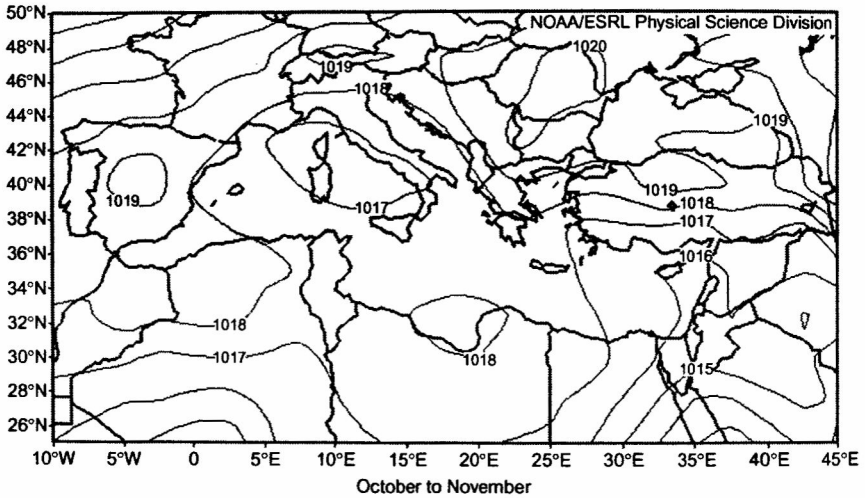 NOAA/ESRL Physical Science Division
50°N
48°N
46°N
44°N
42°N
40°N
38°N
36°N
34°N
32°N
30°N
28°N
26°N
1020
1019
1018
1019
1019
1019
1018
1017
1017
1016
1018
1017
1018
1015
10°W
5°W
0
5°E
10°E
15°E
20°E
25°E
30°E
35°E
40°E
45°E
October to November